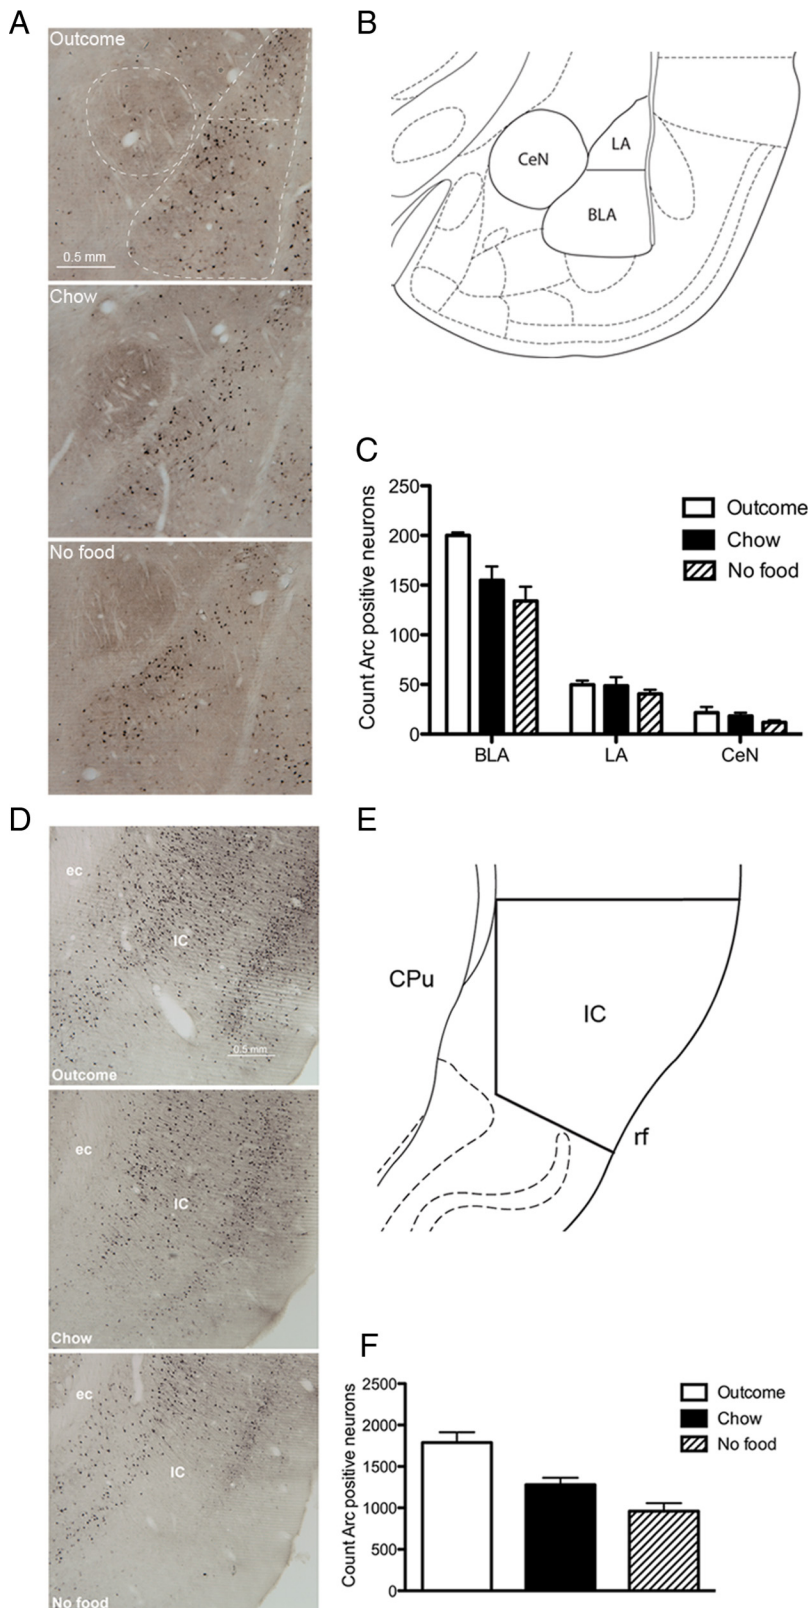 A
Outcome
0.5 mm
Chow
No food
B
CeN
LA
BLA
C
Count Arc positive neurons
250
200
150
100
50
0
BLA
LA
CeN
Outcome
Chow
No food
D
ec
IC
0.5 mm
Outcome
ec
IC
Chow
ec
IC
No food
E
CPu
IC
rf
F
Count Arc positive neurons
2500
2000
1500
1000
500
0
Outcome
Chow
No food